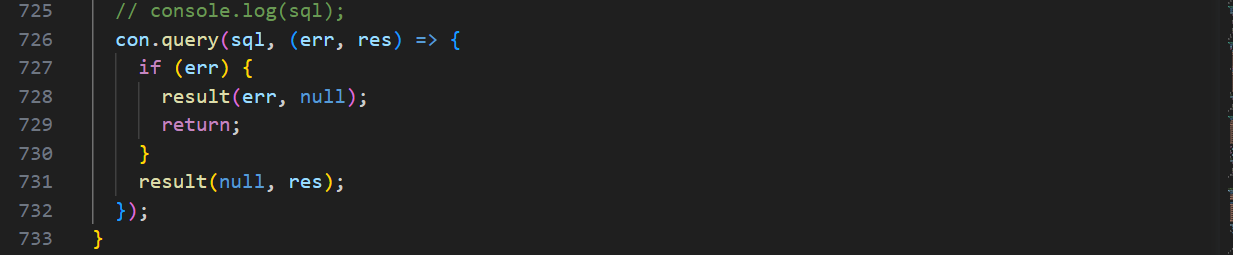 725 // console.log(sql);
726 con.query(sql, (err, res) => {
727 if (err) {
728 result(err, null);
729 return;
730 }
731 result(null, res);
732 });
733 }